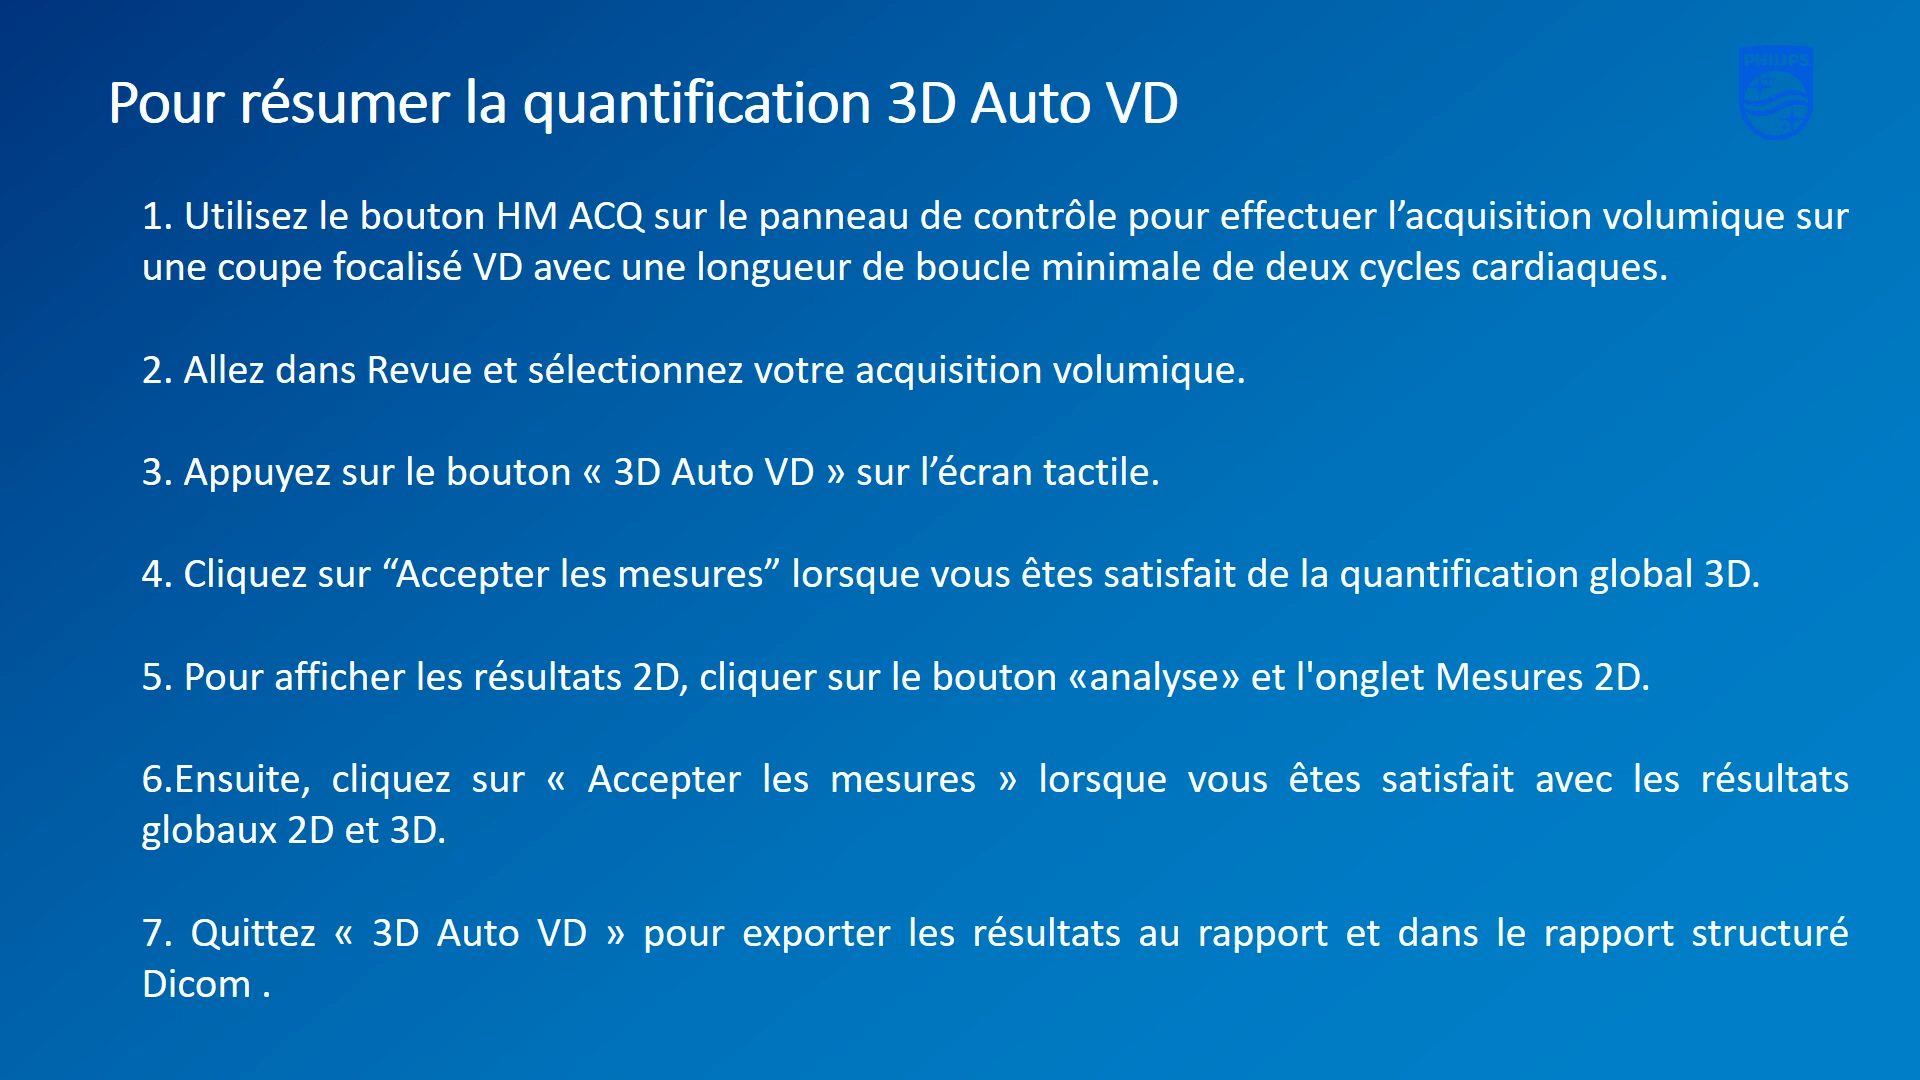 Pour résumer la quantification 3D Auto VD
PHILIPS
1. Utilisez le bouton HM ACQ sur le panneau de contrôle pour effectuer l’acquisition volumique sur
une coupe focalisé VD avec une longueur de boucle minimale de deux cycles cardiaques.
2. Allez dans Revue et sélectionnez votre acquisition volumique.
3. Appuyez sur le bouton « 3D Auto VD » sur l’écran tactile.
4. Cliquez sur “Accepter les mesures” lorsque vous êtes satisfait de la quantification global 3D.
5. Pour afficher les résultats 2D, cliquer sur le bouton «analyse» et l'onglet Mesures 2D.
6.Ensuite, cliquez sur « Accepter les mesures » lorsque vous êtes satisfait avec les résultats
globaux 2D et 3D.
7. Quittez « 3D Auto VD » pour exporter les résultats au rapport et dans le rapport structuré
Dicom .